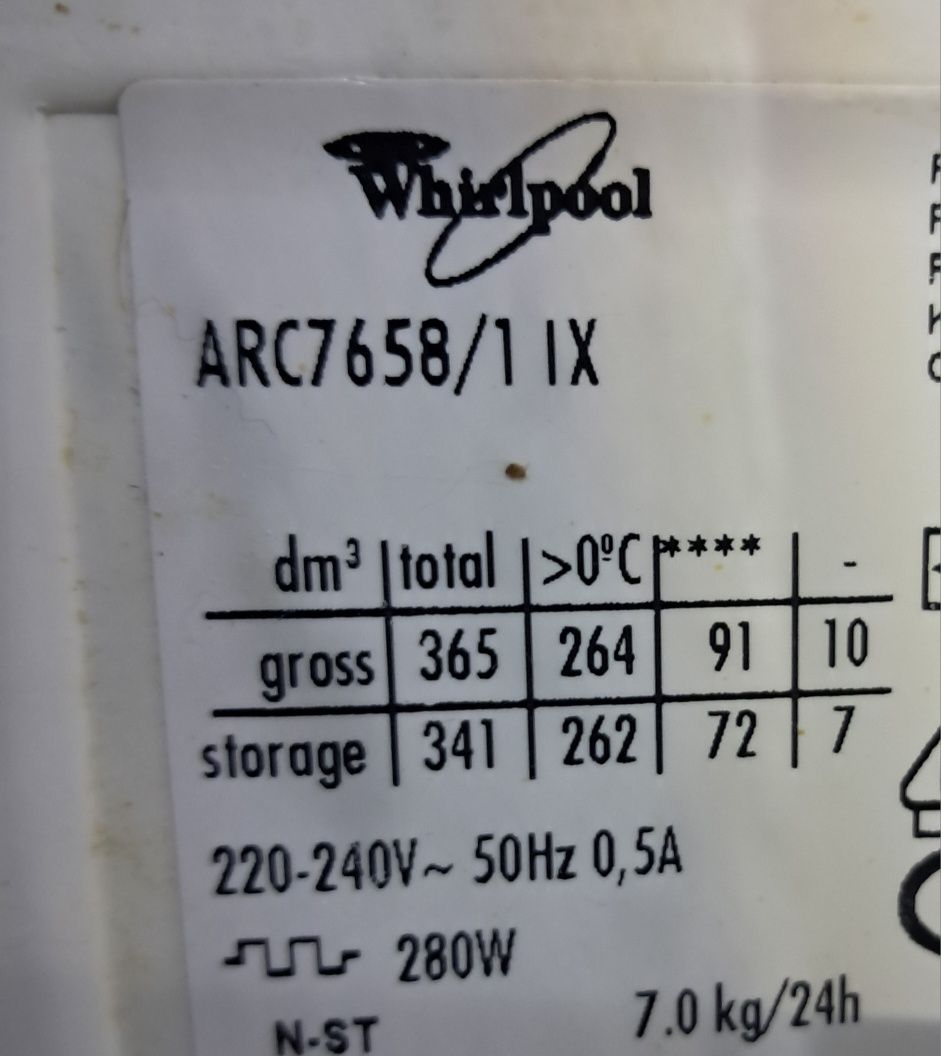 Whirlpool
ARC7658/1 IX
dm³ total >0ºC **** -
gross 365 264 91 10
storage 341 262 72 7
220-240V~ 50Hz 0,5A
280W
7.0 kg/24h
N-ST